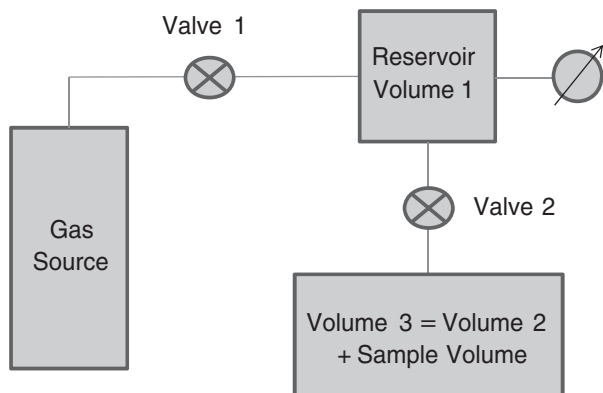 Valve 1
Reservoir
Volume 1
Gas
Source
Valve 2
Volume 3 = Volume 2
+ Sample Volume